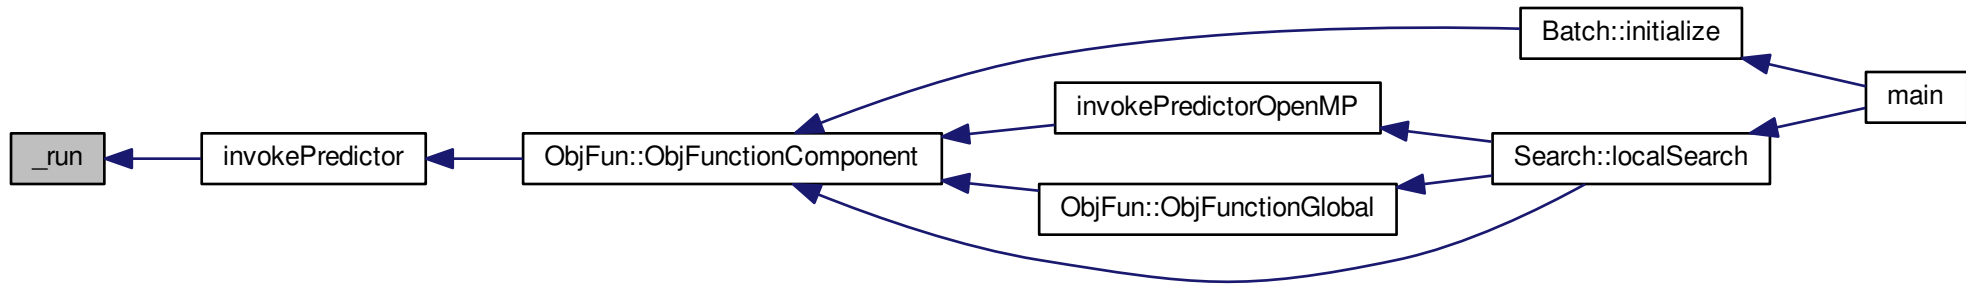 _run
invokePredictor
ObjFun::ObjFunctionComponent
Batch::initialize
invokePredictorOpenMP
ObjFun::ObjFunctionGlobal
Search::localSearch
main